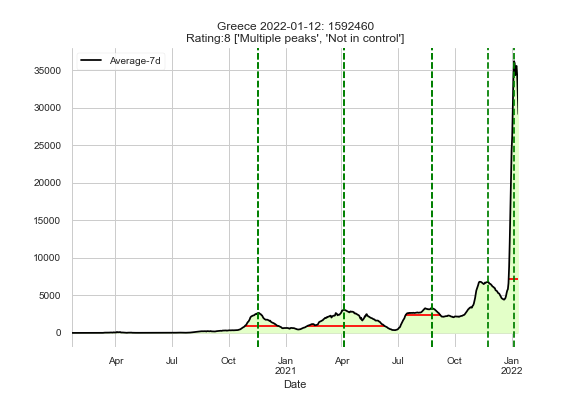 Greece 2022-01-12: 1592460
Rating:8 ['Multiple peaks', 'Not in control']
Average-7d
35000
30000
25000
20000
15000
10000
5000
0
Apr Jul Oct Jan Apr Jul Oct Jan
2021 2022
Date